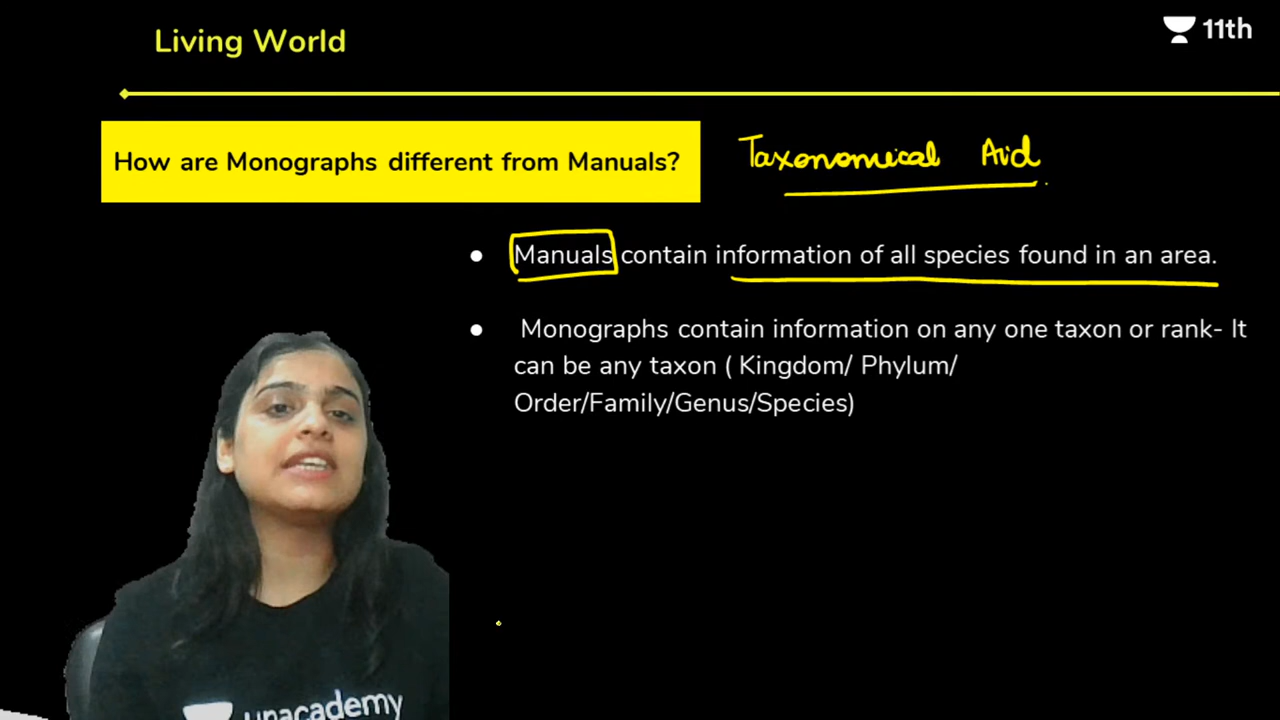 Living World
11th
How are Monographs different from Manuals?
Taxonomical Aid
● Manuals contain information of all species found in an area.
● Monographs contain information on any one taxon or rank- It
can be any taxon ( Kingdom/ Phylum/
Order/Family/Genus/Species)
unacademy